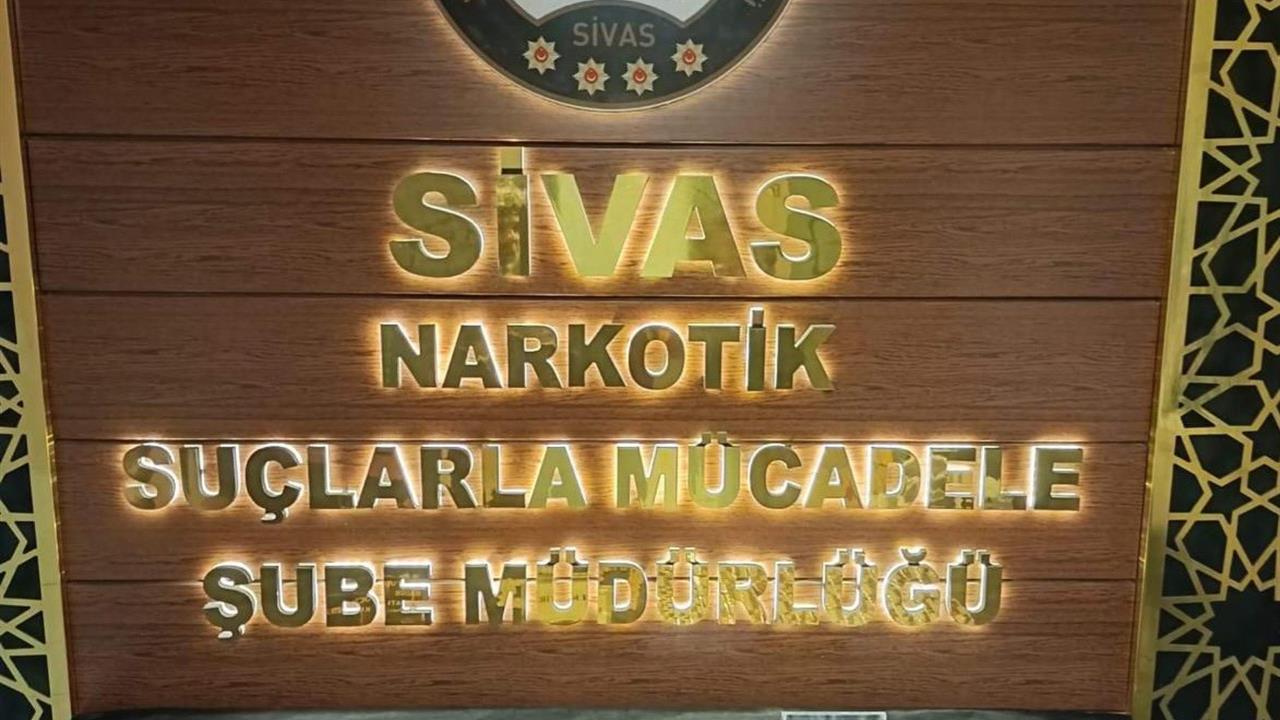 SİVAS
SİVAS
NARKOTİK
SUÇLARLA MÜCADELE
ŞUBE MÜDÜRLÜĞÜ